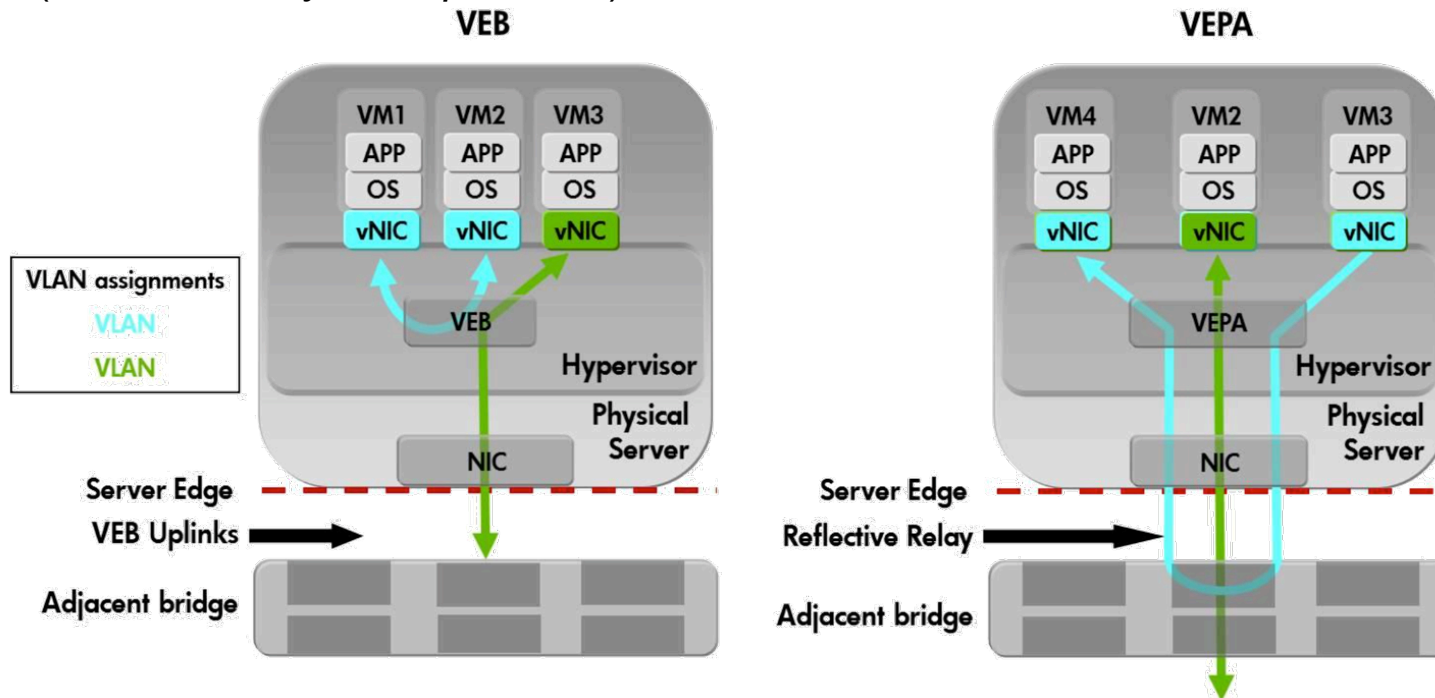 VEB
VM1
APP
OS
vNIC
VM2
APP
OS
vNIC
VM3
APP
OS
vNIC
VLAN assignments
VLAN
VLAN
VEB
Hypervisor
Physical
Server
NIC
Server Edge
VEB Uplinks
Adjacent bridge
VEPA
VM4
APP
OS
vNIC
VM2
APP
OS
vNIC
VM3
APP
OS
vNIC
VEPA
Hypervisor
Physical
Server
NIC
Server Edge
Reflective Relay
Adjacent bridge